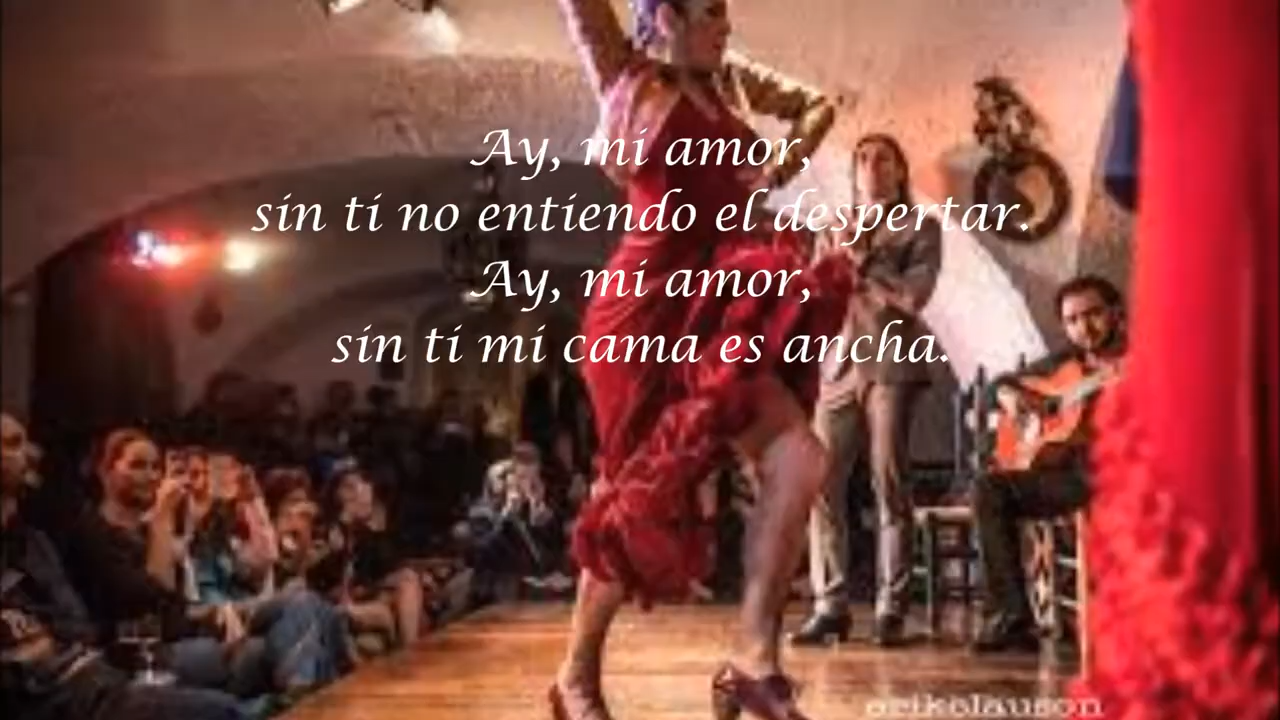 Ay, mi amor,
sin ti no entiendo el despertar.
Ay, mi amor,
sin ti mi cama es ancha.